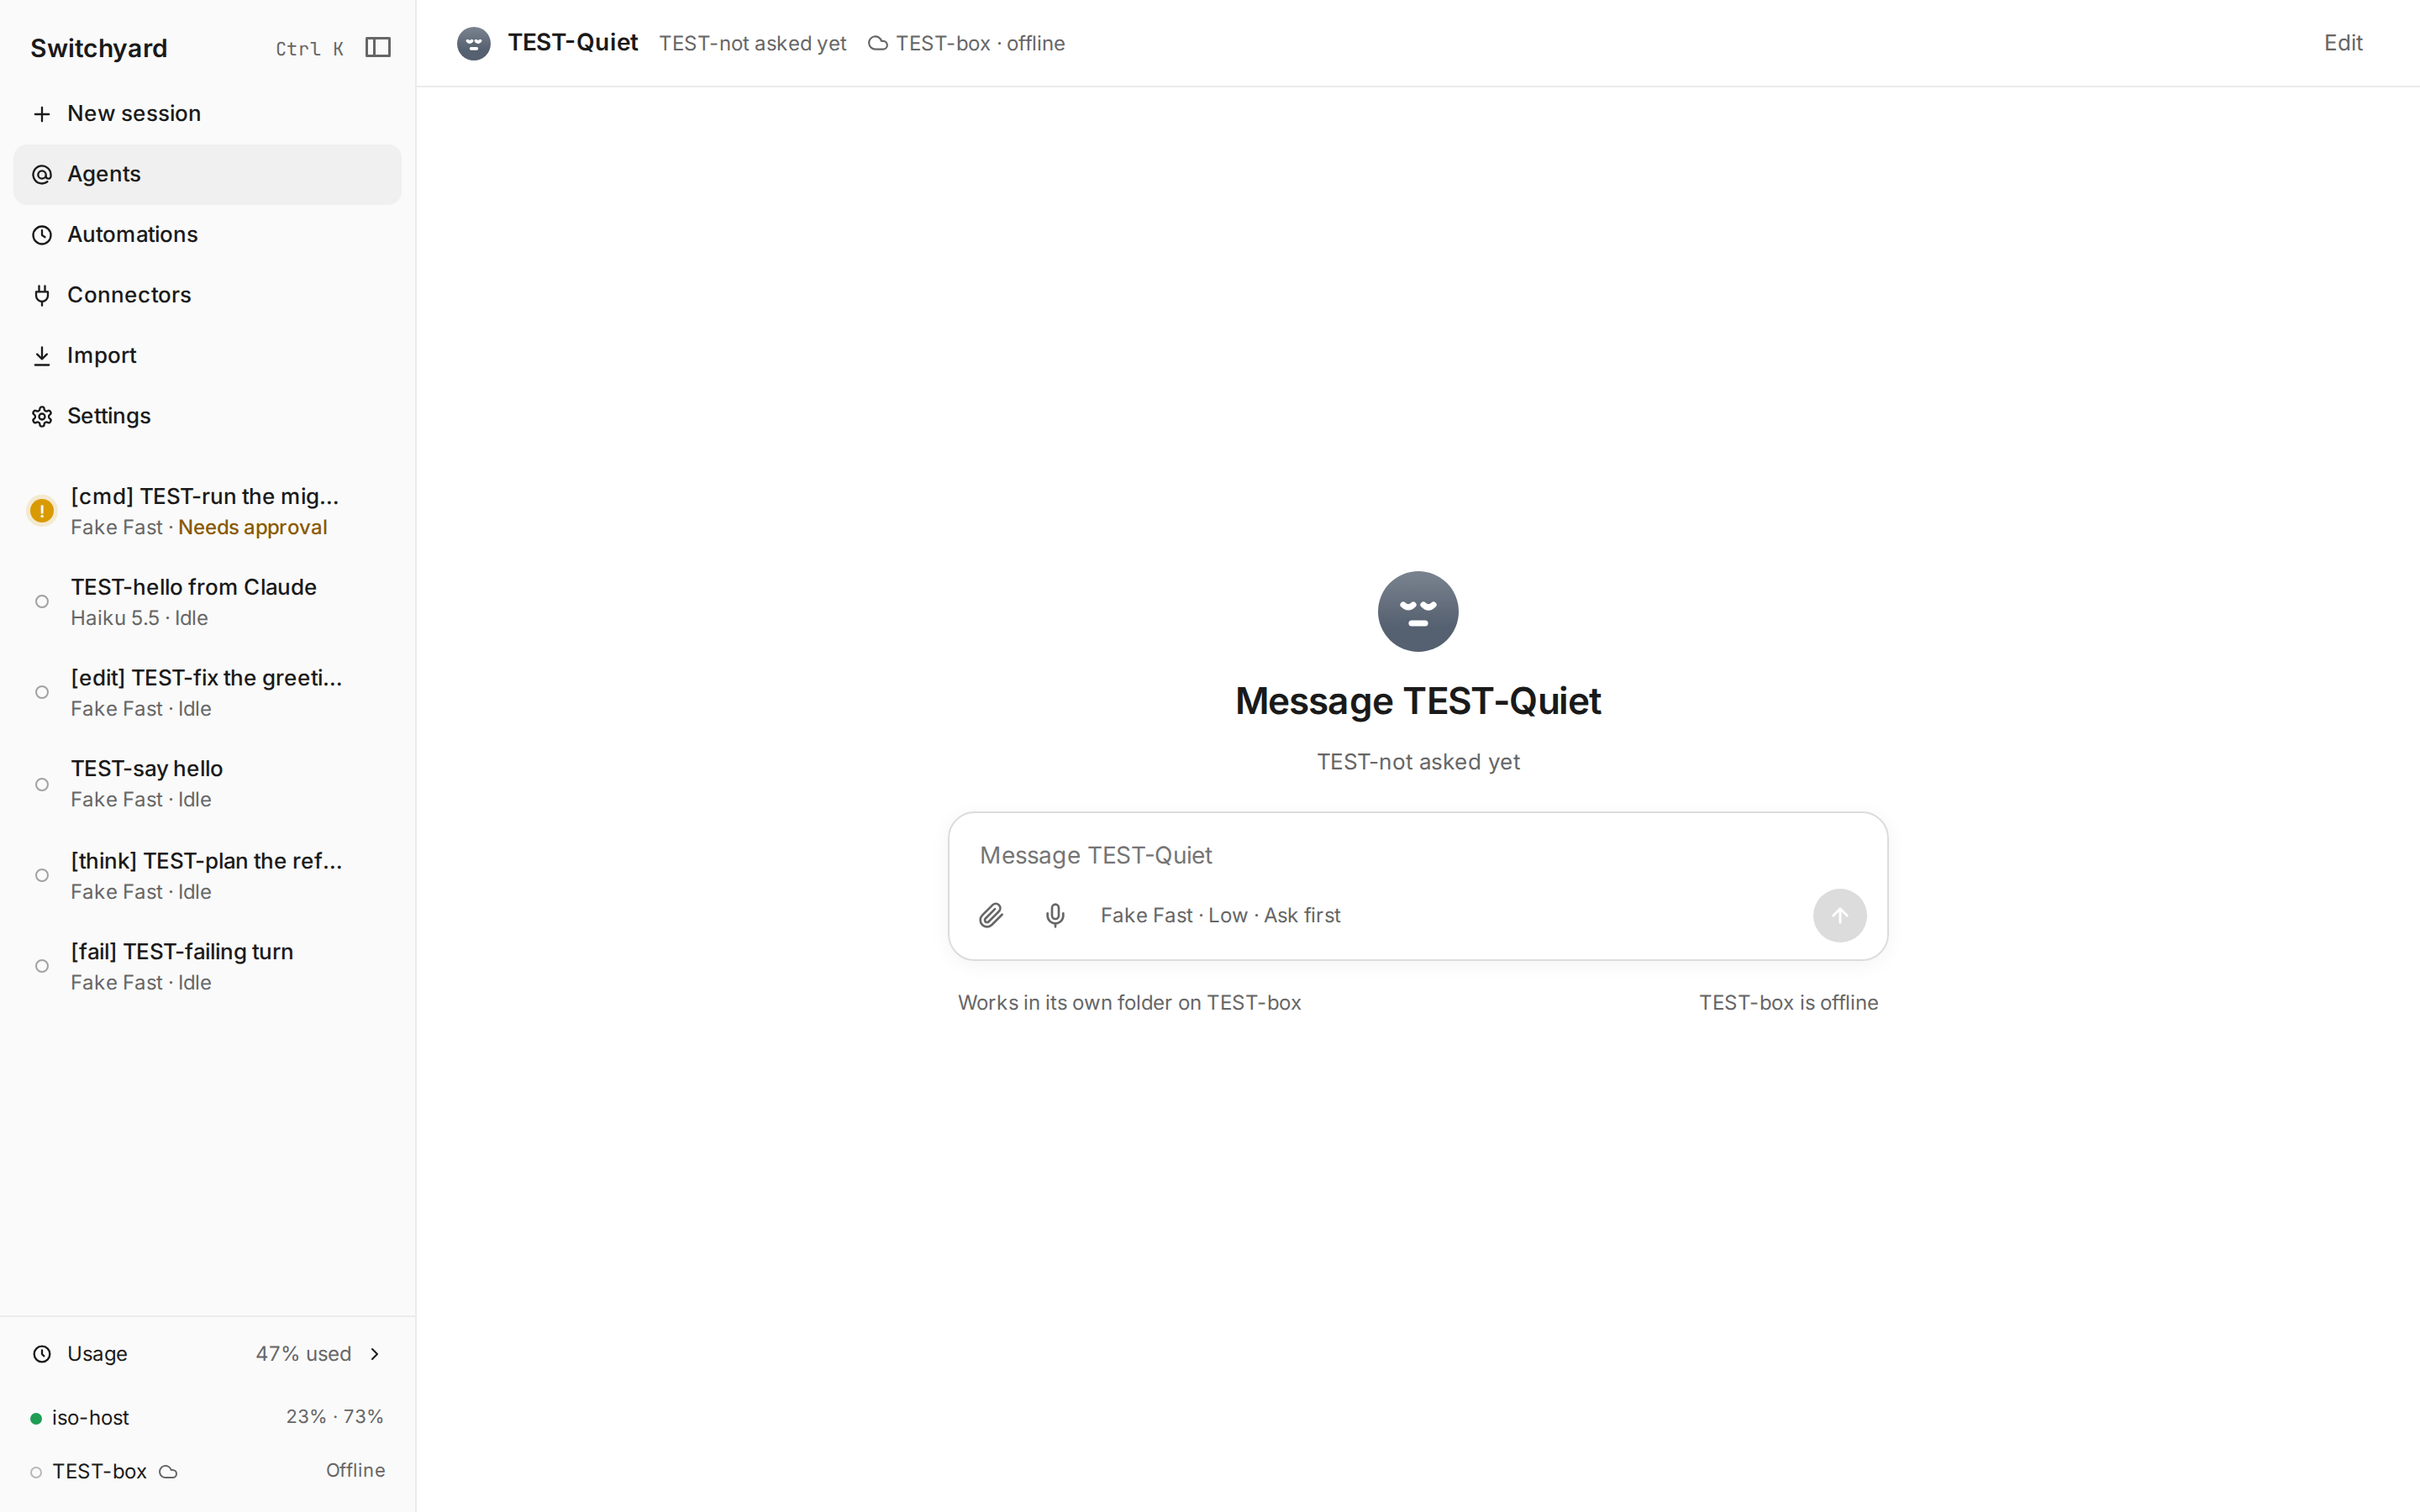 Switchyard Ctrl K
New session
Agents
Automations
Connectors
Import
Settings
[cmd] TEST-run the mig...
Fake Fast · Needs approval
TEST-hello from Claude
Haiku 5.5 · Idle
[edit] TEST-fix the greeti...
Fake Fast · Idle
TEST-say hello
Fake Fast · Idle
[think] TEST-plan the ref...
Fake Fast · Idle
[fail] TEST-failing turn
Fake Fast · Idle
Usage 47% used
iso-host 23% · 73%
TEST-box Offline
TEST-Quiet TEST-not asked yet TEST-box · offline Edit
Message TEST-Quiet
TEST-not asked yet
Message TEST-Quiet
Fake Fast · Low · Ask first
Works in its own folder on TEST-box TEST-box is offline